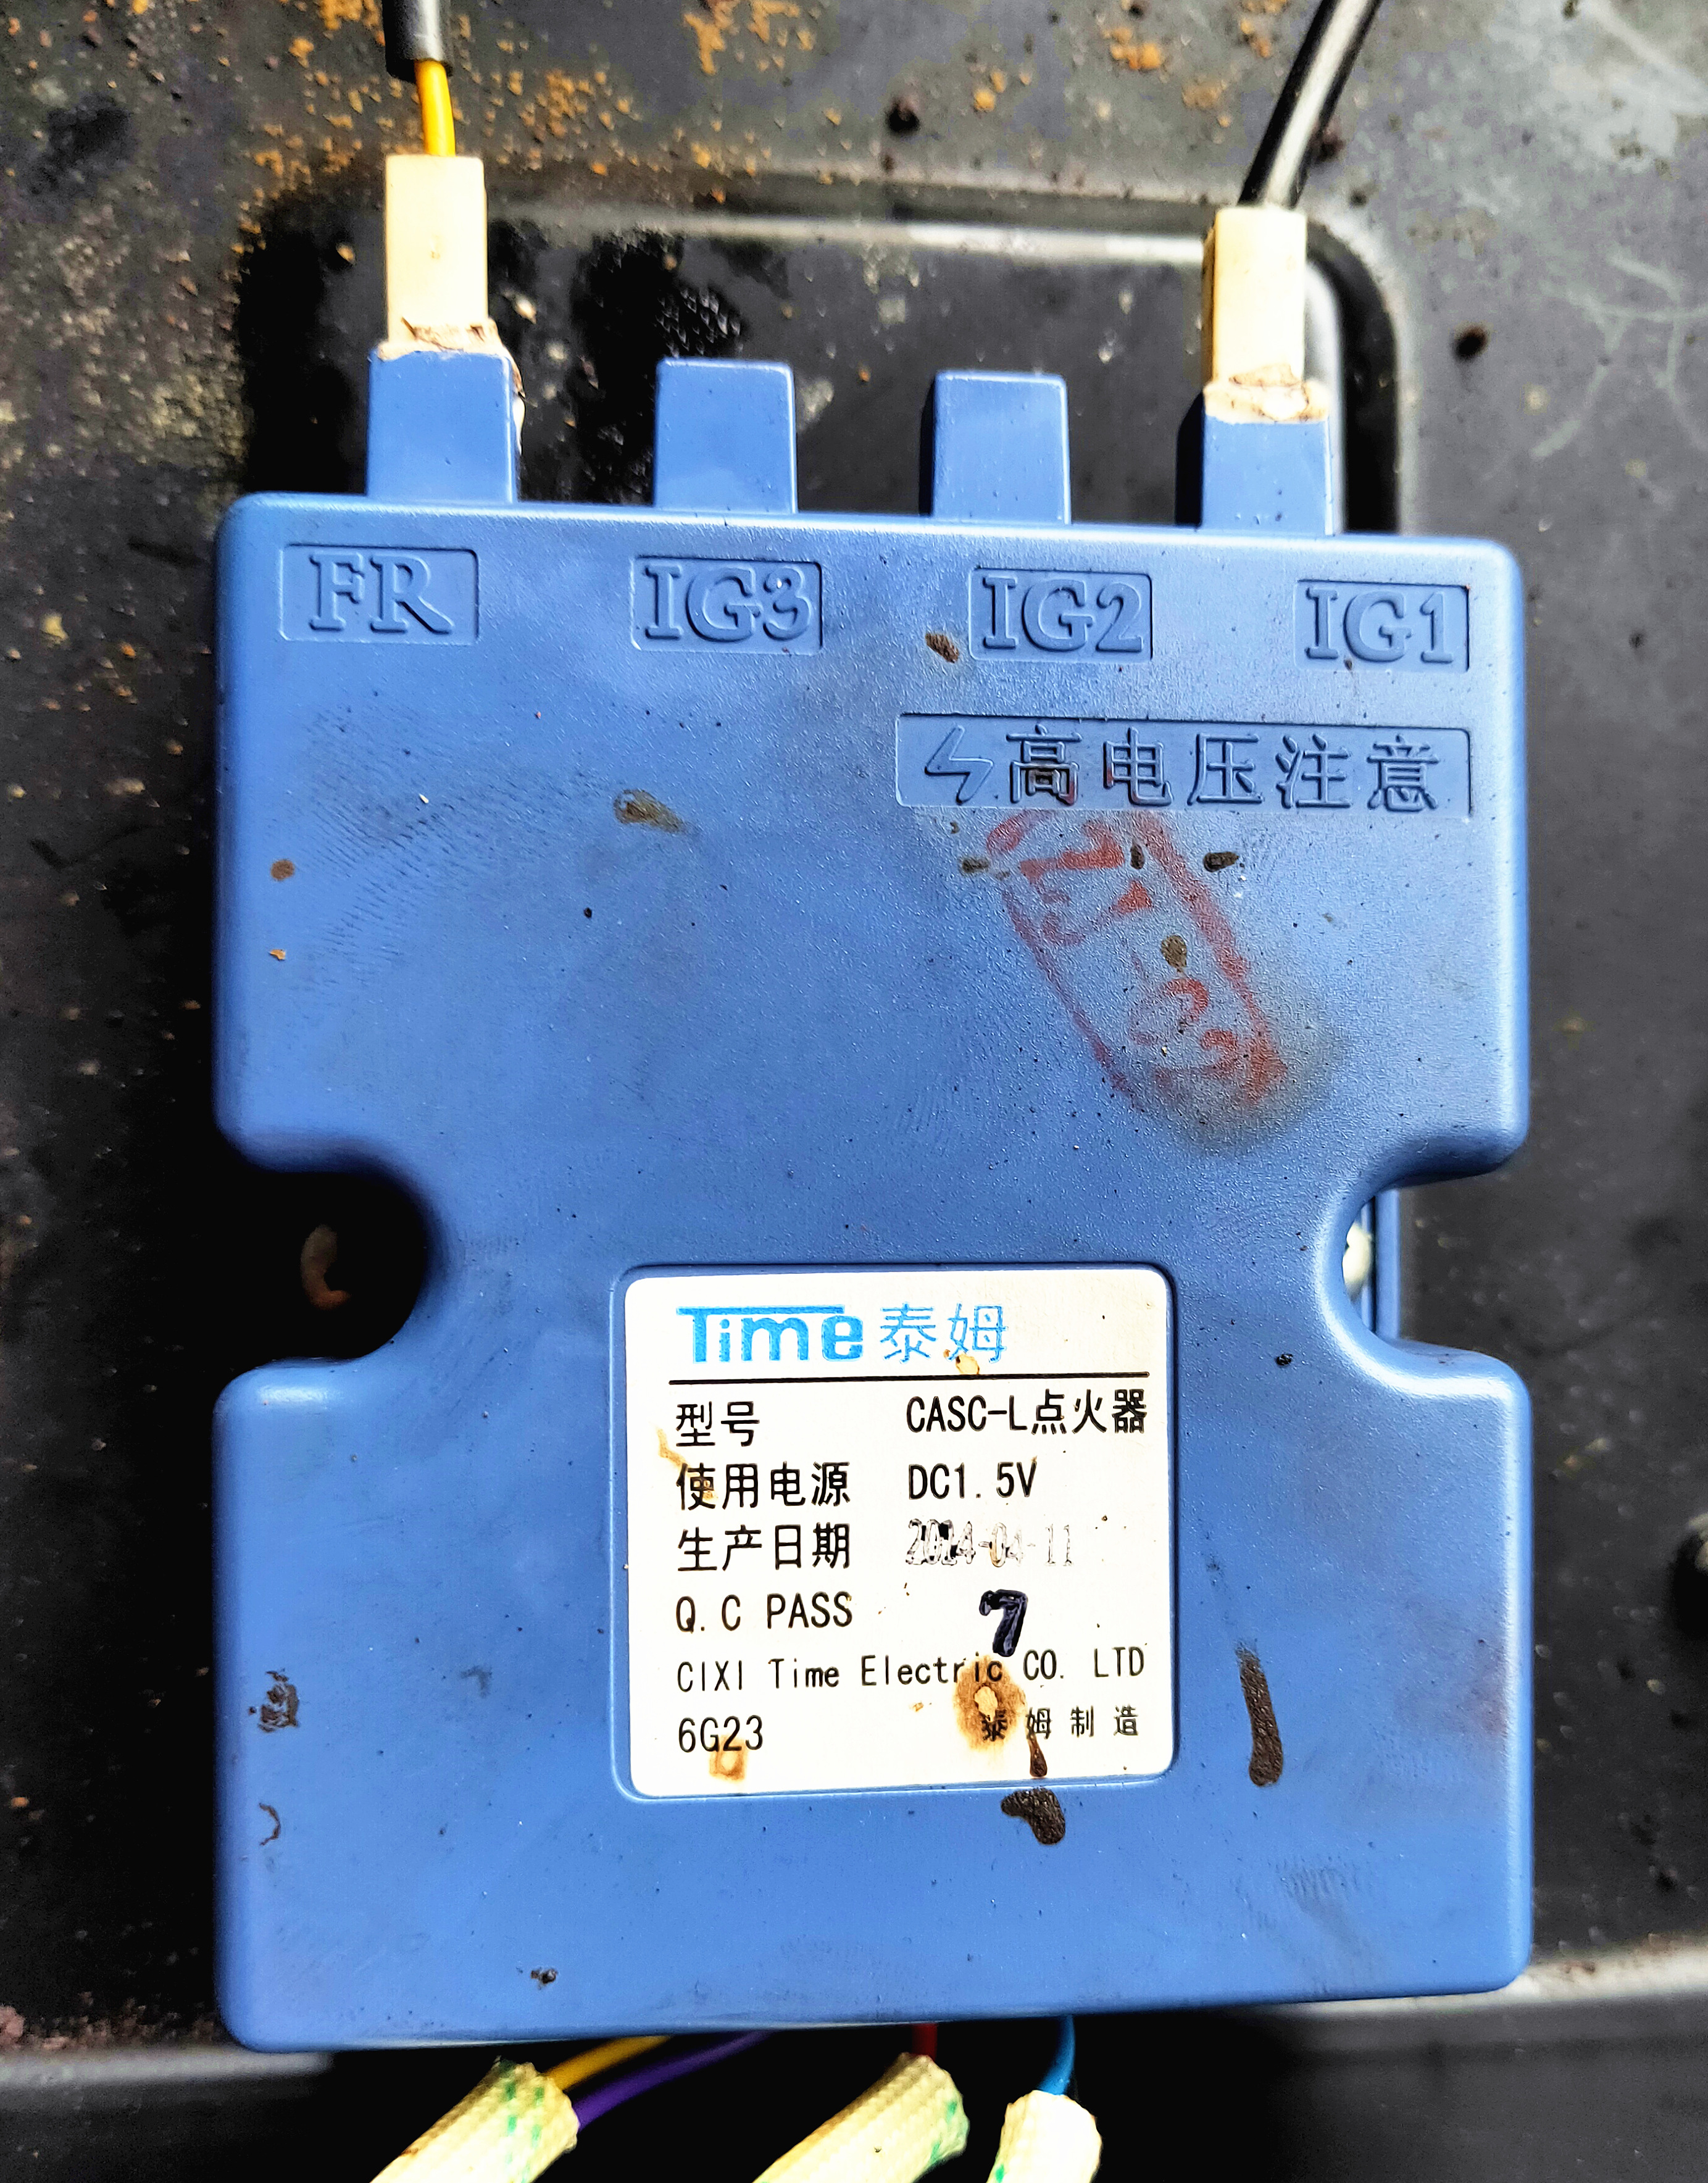 FR IG3 IG2 IG1
高电压注意
Time 泰姆
型号 CASC-L点火器
使用电源 DC1.5V
生产日期 2014-04-11
Q.C PASS 7
CIXI Time Electric CO. LTD
6G23 泰姆制造